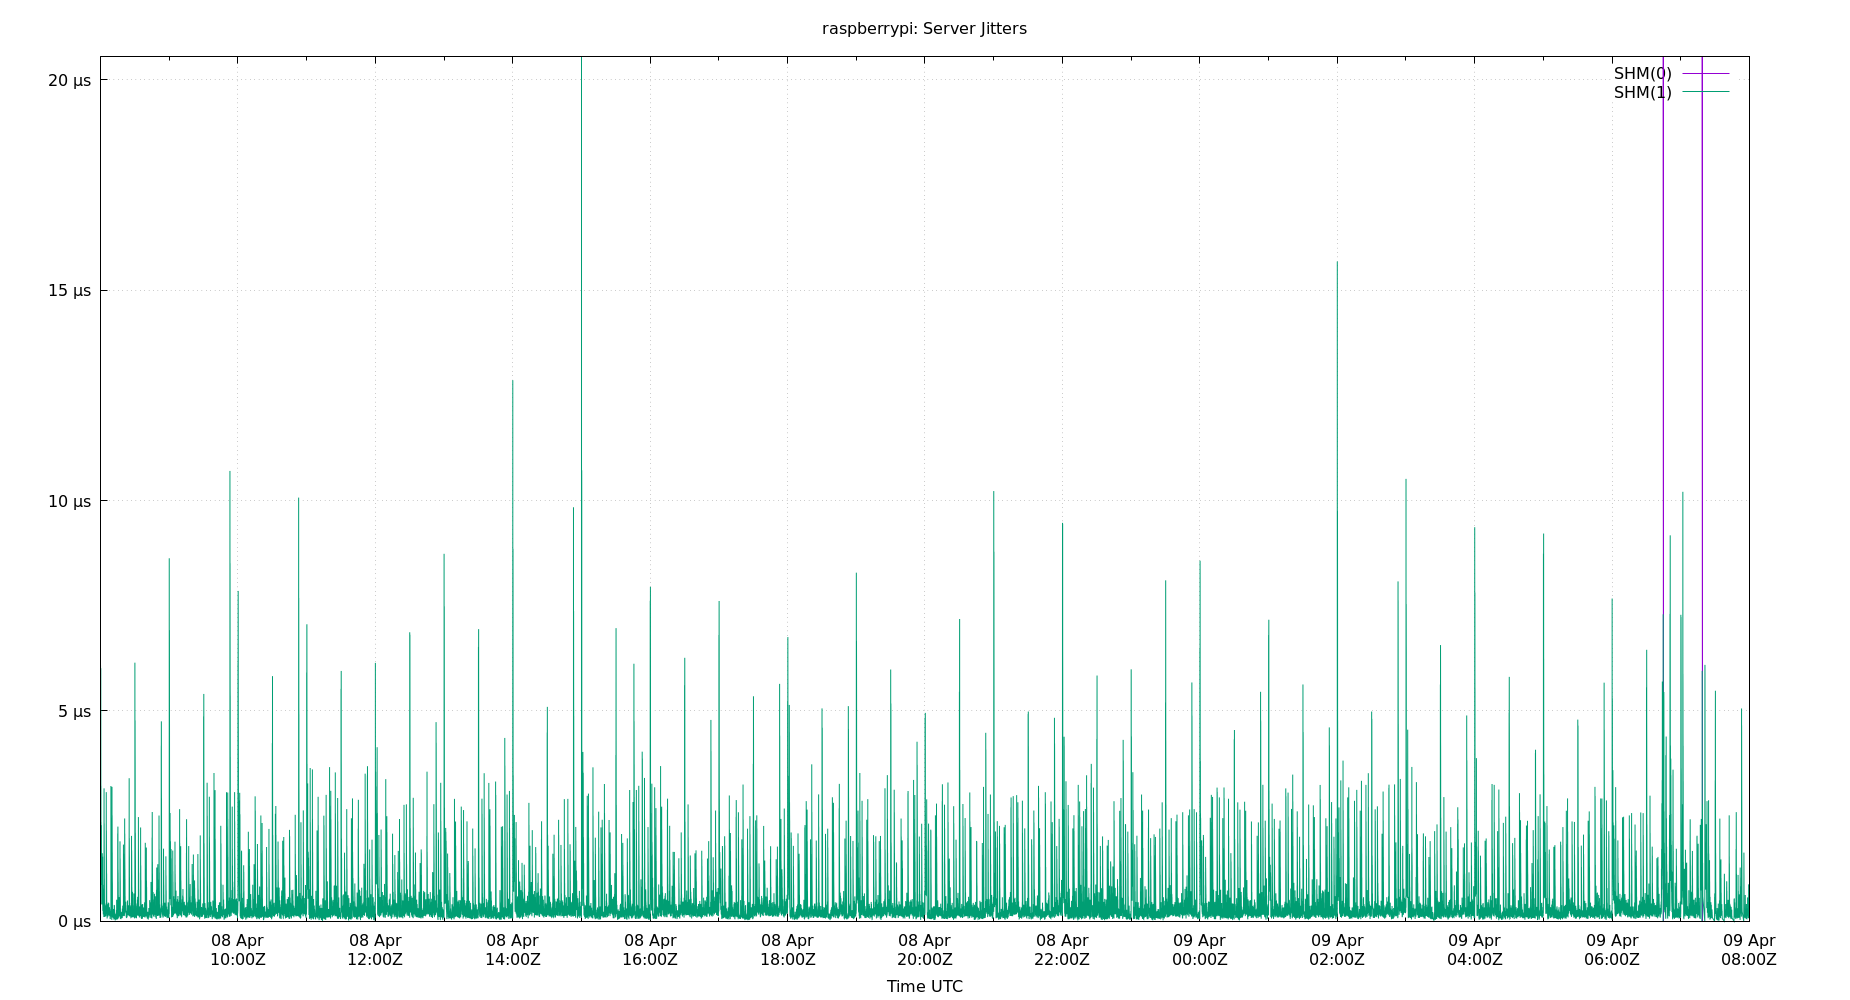 raspberrypi: Server Jitters
20 µs
15 µs
10 µs
5 µs
0 µs
SHM(0)
SHM(1)
08 Apr 08 Apr 08 Apr 08 Apr 08 Apr 08 Apr 08 Apr 09 Apr 09 Apr 09 Apr 09 Apr 09 Apr
10:00Z 12:00Z 14:00Z 16:00Z 18:00Z 20:00Z 22:00Z 00:00Z 02:00Z 04:00Z 06:00Z 08:00Z
Time UTC